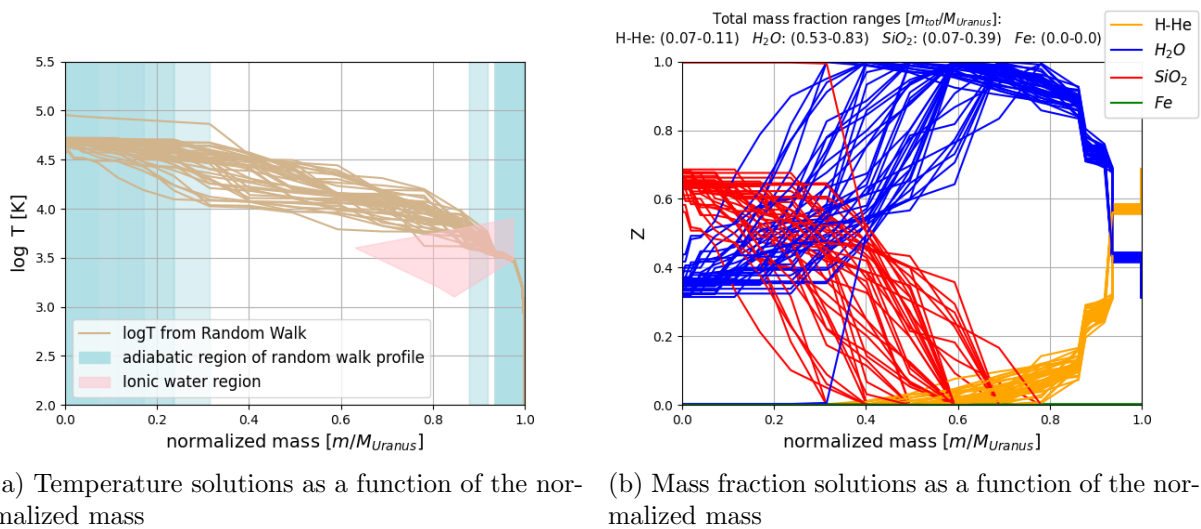 Total mass fraction ranges [m_tot/M_Uranus]:
H-He: (0.07-0.11) H₂O: (0.53-0.83) SiO₂: (0.07-0.39) Fe: (0.0-0.0)
H-He
H₂O
SiO₂
Fe
5.5
5.0
4.5
4.0
3.5
3.0
2.5
2.0
log T [K]
logT from Random Walk
adiabatic region of random walk profile
Ionic water region
0.0 0.2 0.4 0.6 0.8 1.0
normalized mass [m/M_Uranus]
1.0
0.8
0.6
0.4
0.2
0.0
Z
0.0 0.2 0.4 0.6 0.8 1.0
normalized mass [m/M_Uranus]
a) Temperature solutions as a function of the nor-
malized mass
(b) Mass fraction solutions as a function of the nor-
malized mass